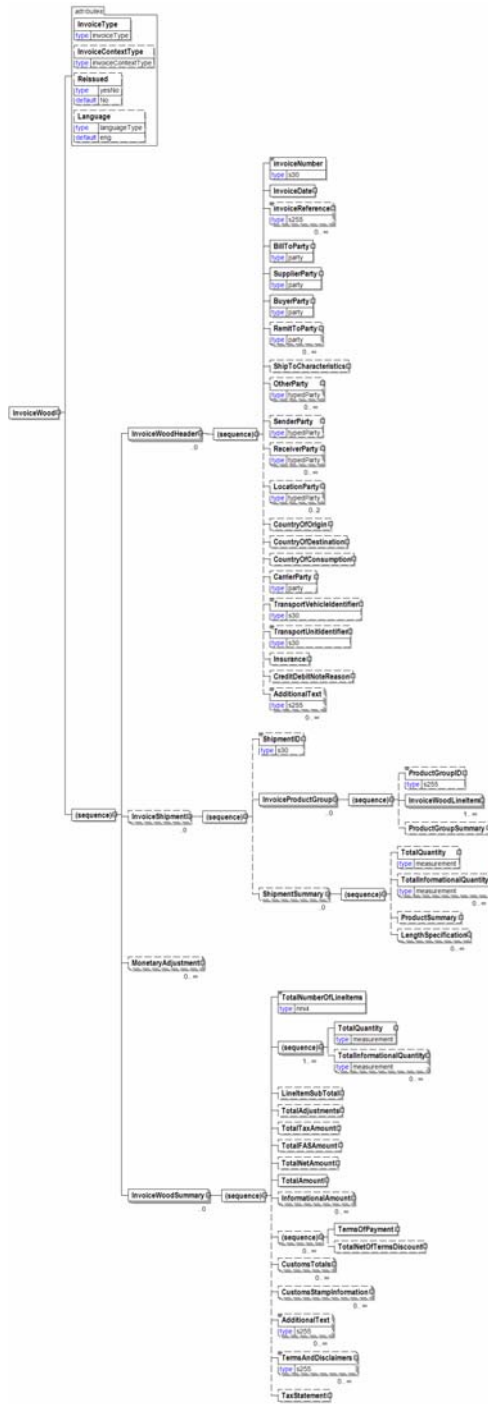 attributes
InvoiceType
type invoiceType
InvoiceContextType
type invoiceContextType
Reissued
type yesNo
default No
Language
type languageType
default eng
invoiceNumber
type s30
InvoiceDate
invoiceReference
type s255
0..∞
BillToParty
type party
SupplierParty
type party
BuyerParty
type party
RemitToParty
type party
0..∞
ShipToCharacteristics
OtherParty
type typedParty
0..∞
InvoiceWood
SenderParty
type typedParty
InvoiceWoodHeader
..0
(sequence)
ReceiverParty
type typedParty
0..∞
LocationParty
type typedParty
0..2
CountryOfOrigin
CountryOfDestination
CountryOfConsumption
CarrierParty
type party
TransportVehicleIdentifier
type s30
TransportUnitIdentifier
type s30
Insurance
CreditDebitNoteReason
AdditionalText
type s255
0..∞
ShipmentID
type s30
ProductGroupID
type s255
InvoiceProductGroup
..0
(sequence)
InvoiceWoodLineItem
1..∞
(sequence)
InvoiceShipment
..0
(sequence)
ProductGroupSummary
TotalQuantity
type measurement
TotalInformationalQuantity
type measurement
0..∞
ShipmentSummary
..0
(sequence)
ProductSummary
LengthSpecification
0..∞
MonetaryAdjustment
0..∞
TotalNumberOfLineItems
type
TotalQuantity
type measurement
(sequence)
1..∞
TotalInformationalQuantity
type measurement
0..∞
LineItemSubTotal
TotalAdjustments
TotalTaxAmount
TotalFASAmount
TotalNetAmount
TotalAmount
InvoiceWoodSummary
..0
(sequence)
InformationalAmount
0..∞
TermsOfPayment
(sequence)
0..∞
TotalNetOfTermsDiscount
CustomsTotals
0..∞
CustomsStampInformation
0..∞
AdditionalText
type s255
0..∞
TermsAndDisclaimers
type s255
0..∞
TaxStatement